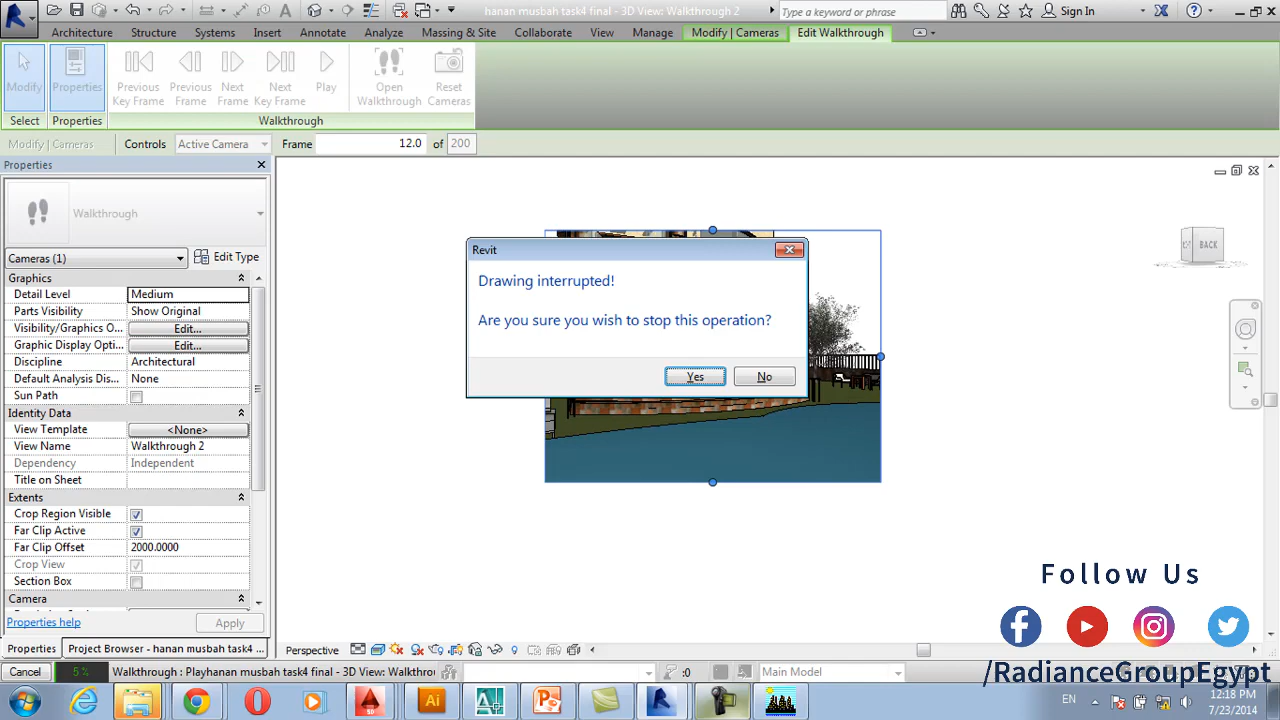 hanan musbah task4 final - 3D View: Walkthrough 2
Type a keyword or phrase
Sign In
Architecture Structure Systems Insert Annotate Analyze Massing & Site Collaborate View Manage Modify | Cameras Edit Walkthrough
Modify
Properties
Previous Key Frame
Previous Frame
Next Frame
Next Key Frame
Play
Open Walkthrough
Reset Cameras
Select Properties Walkthrough
Modify | Cameras Controls Active Camera Frame 12.0 of 200
Properties
Walkthrough
Cameras (1) Edit Type
Graphics
Detail Level Medium
Parts Visibility Show Original
Visibility/Graphics O... Edit...
Graphic Display Opti... Edit...
Discipline Architectural
Default Analysis Dis... None
Sun Path
Identity Data
View Template <None>
View Name Walkthrough 2
Dependency Independent
Title on Sheet
Extents
Crop Region Visible
Far Clip Active
Far Clip Offset 2000.0000
Crop View
Section Box
Camera
Properties help Apply
Properties Project Browser - hanan musbah task4 ...
Revit
Drawing interrupted!
Are you sure you wish to stop this operation?
Yes No
BACK
Follow Us
/RadianceGroupEgypt
Perspective
Cancel 5 % Walkthrough : Playhanan musbah task4 final - 3D View: Walkthrou
:0 Main Model
Ai
EN
12:18 PM
7/23/2014